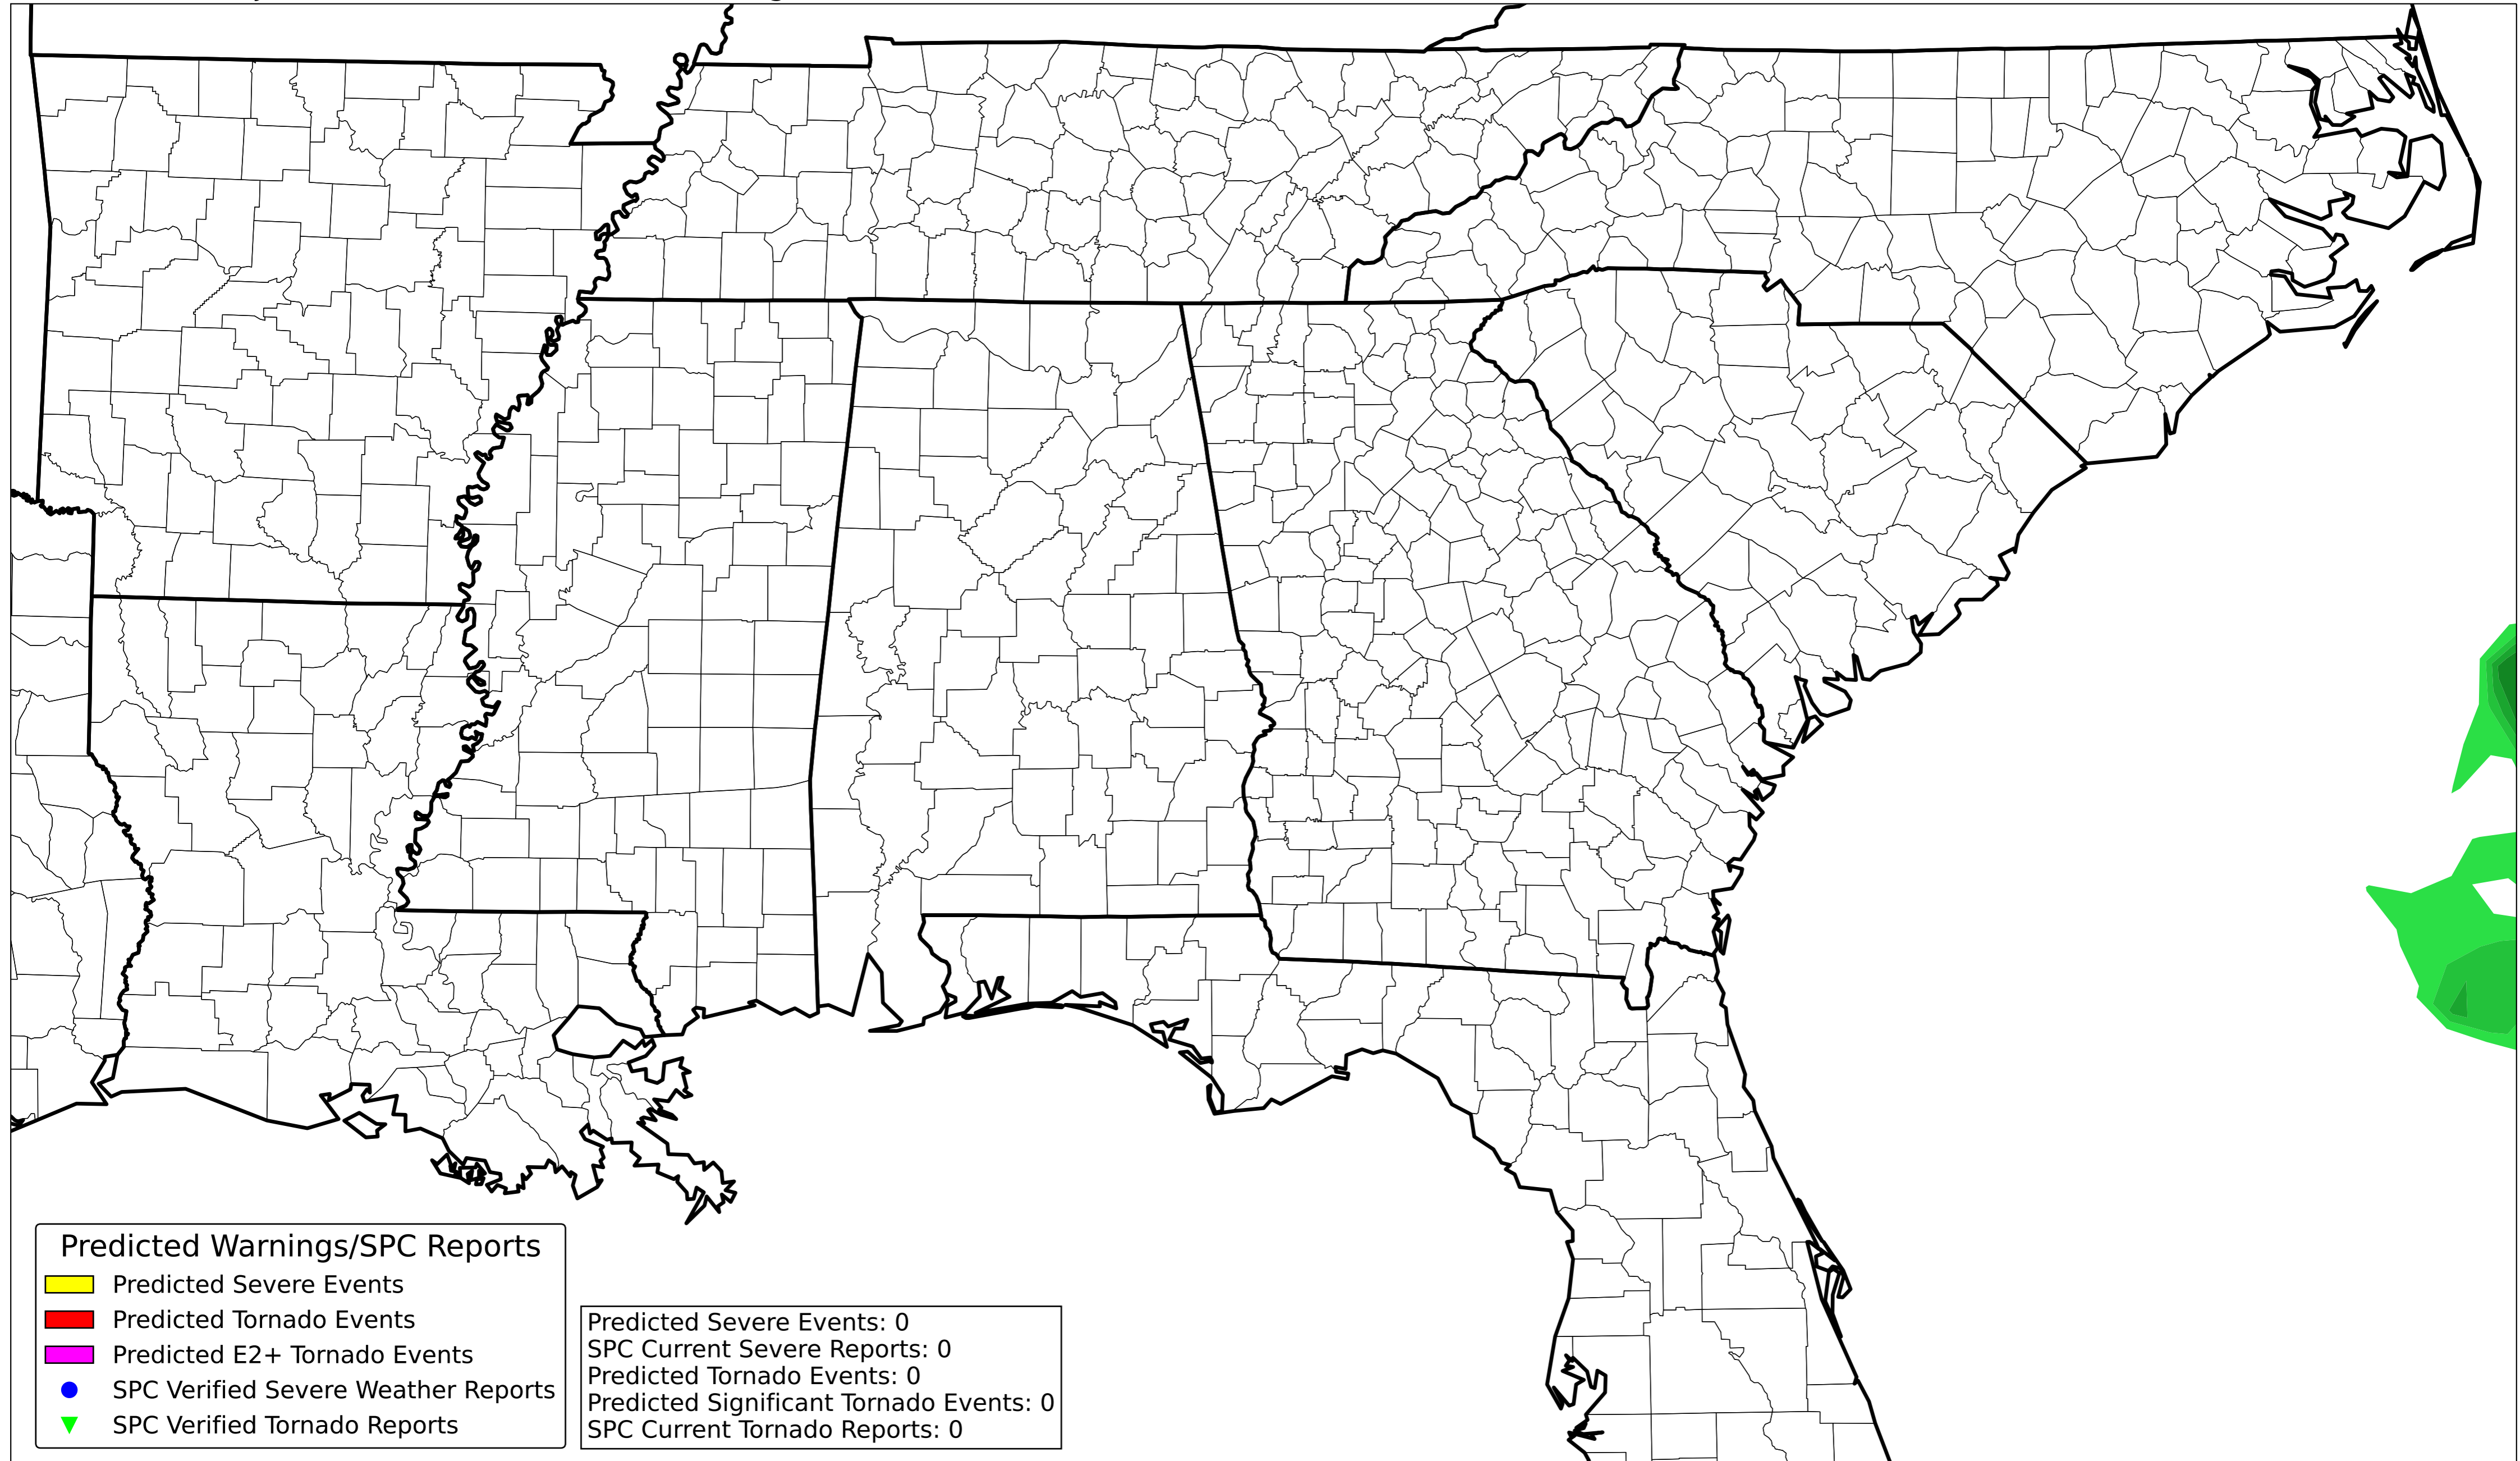 Predicted Warnings/SPC Reports
Predicted Severe Events
Predicted Tornado Events
Predicted E2+ Tornado Events
SPC Verified Severe Weather Reports
SPC Verified Tornado Reports
Predicted Severe Events: 0
SPC Current Severe Reports: 0
Predicted Tornado Events: 0
Predicted Significant Tornado Events: 0
SPC Current Tornado Reports: 0